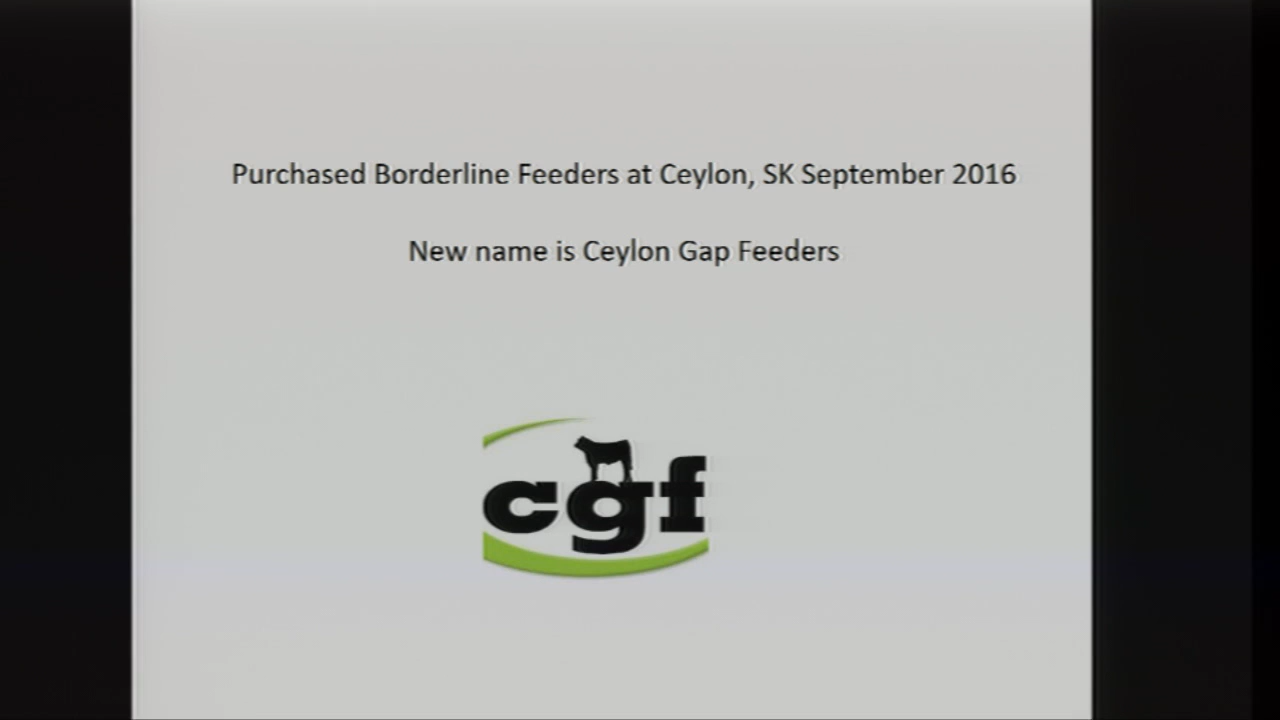 Purchased Borderline Feeders at Ceylon, SK September 2016
New name is Ceylon Gap Feeders
cgf